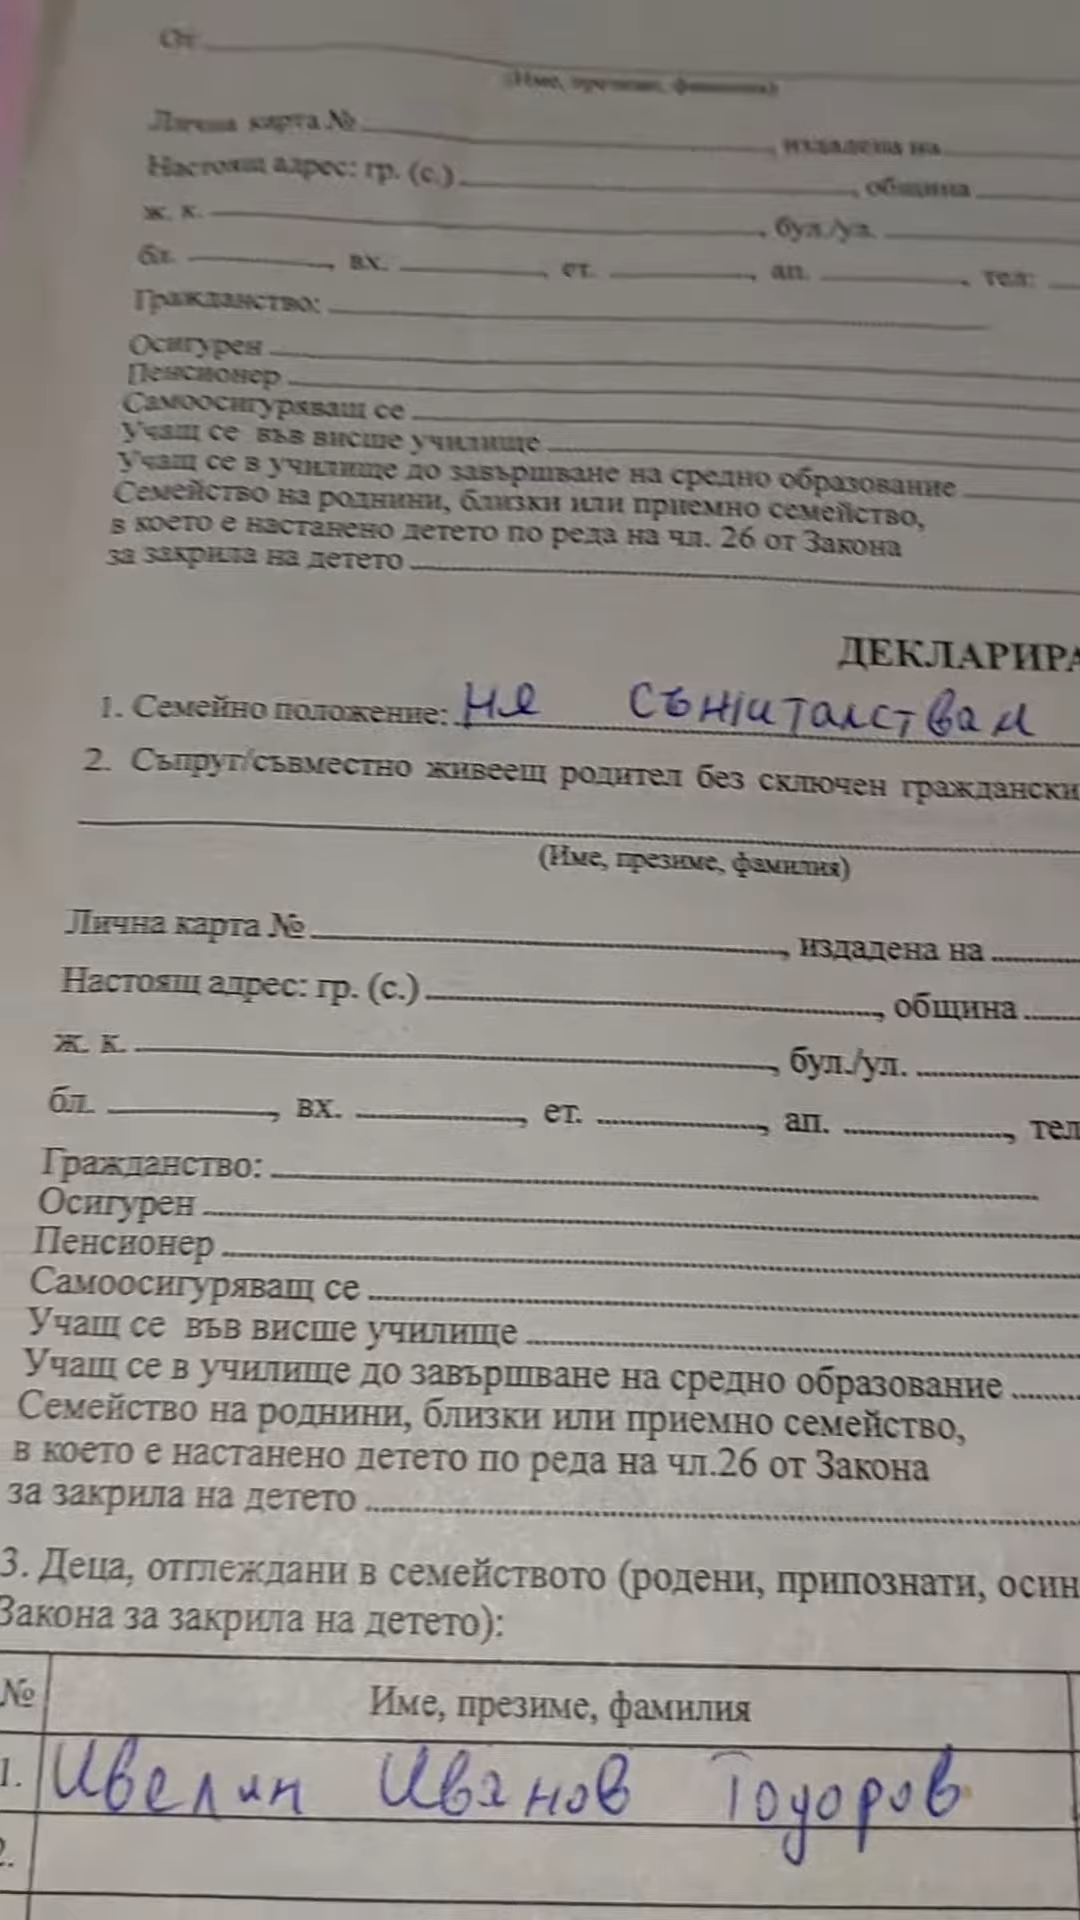 От
(Име, презиме, фамилия)
Лична карта №, издадена на
Настоящ адрес: гр. (с.), община
ж. к., бул./ул.
бл., вх., ет., ап., тел:
Гражданство:
Осигурен
Пенсионер
Самоосигуряващ се
Учащ се във висше училище
Учащ се в училище до завършване на средно образование
Семейство на роднини, близки или приемно семейство,
в което е настанено детето по реда на чл. 26 от Закона
за закрила на детето
ДЕКЛАРИРА
1. Семейно положение: ня сънииталствам
2. Съпруг/съвместно живеещ родител без сключен граждански
(Име, презиме, фамилия)
Лична карта №, издадена на
Настоящ адрес: гр. (с.), община
ж. к., бул./ул.
бл., вх., ет., ап., тел
Гражданство:
Осигурен
Пенсионер
Самоосигуряващ се
Учащ се във висше училище
Учащ се в училище до завършване на средно образование
Семейство на роднини, близки или приемно семейство,
в което е настанено детето по реда на чл.26 от Закона
за закрила на детето
3. Деца, отглеждани в семейството (родени, припознати, осин
Закона за закрила на детето):
№ Име, презиме, фамилия
1. Ивелин Иванов Тодоров
2.